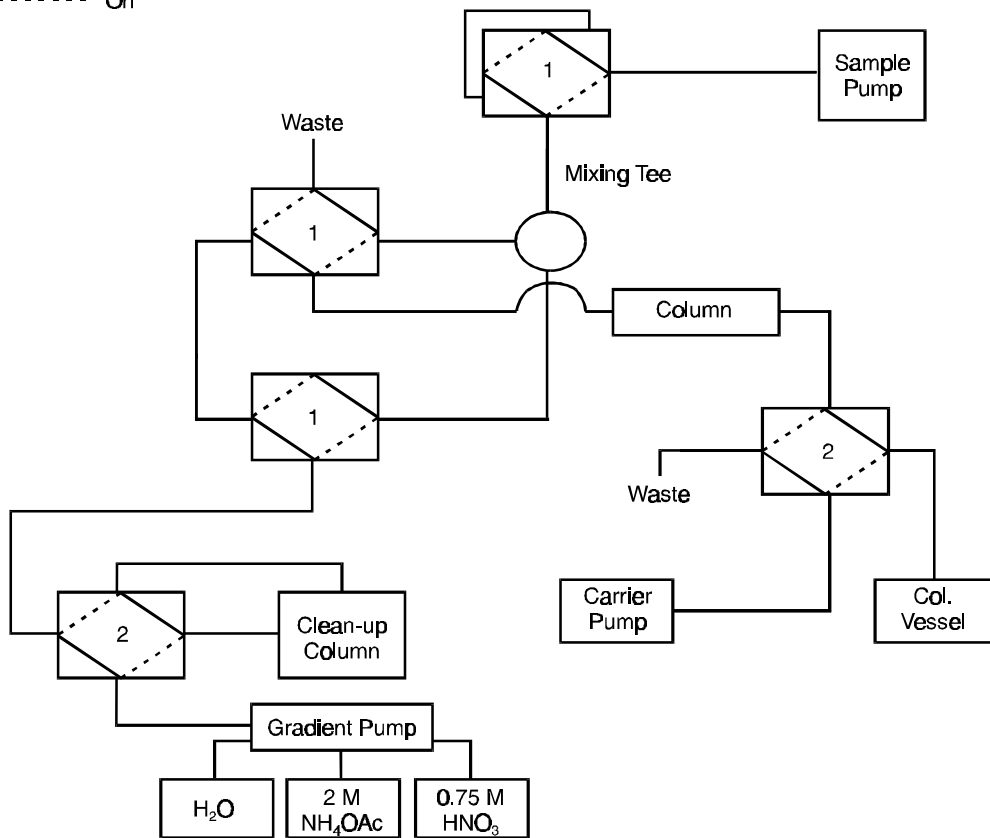 On
1
Sample
Pump
Waste
Mixing Tee
1
Column
1
2
Waste
Carrier
Pump
Col.
Vessel
2
Clean-up
Column
Gradient Pump
H₂O
2 M
NH₄OAc
0.75 M
HNO₃